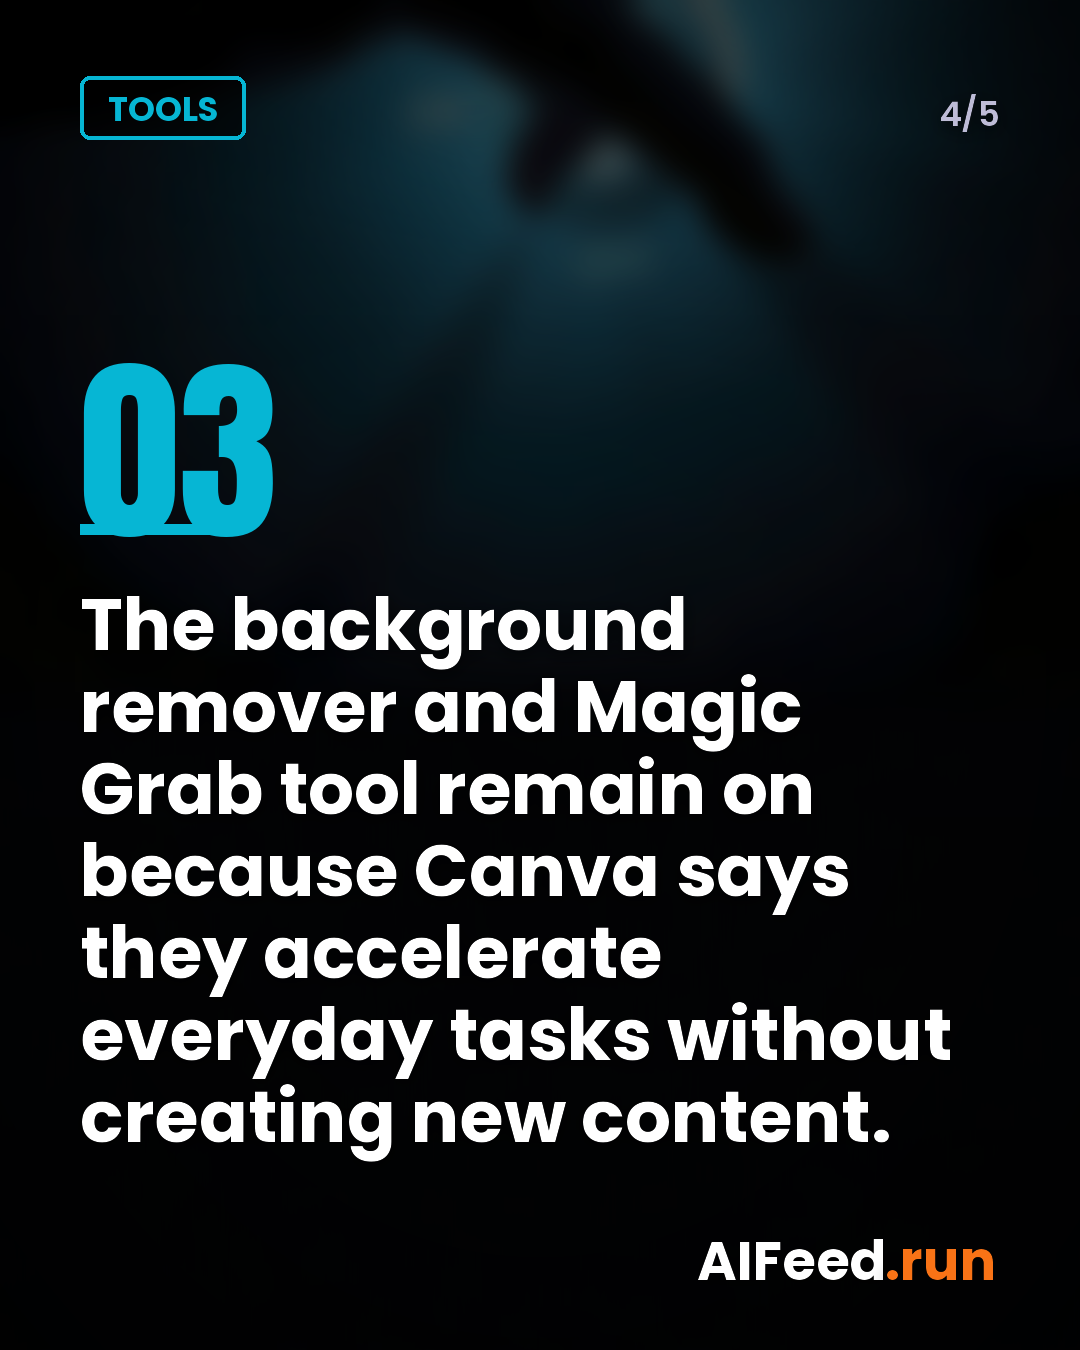 TOOLS
4/5
03
The background
remover and Magic
Grab tool remain on
because Canva says
they accelerate
everyday tasks without
creating new content.
AIFeed.run